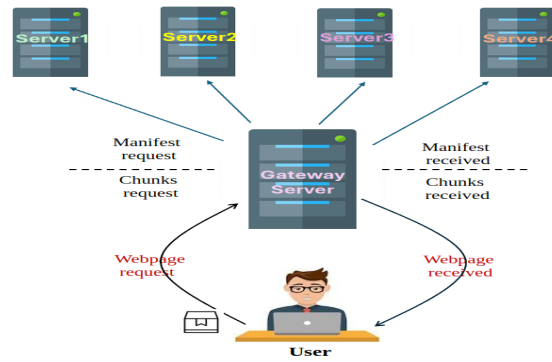 Server1
Server2
Server3
Server4
Manifest
request
Chunks
request
Gateway
Server
Manifest
received
Chunks
received
Webpage
request
Webpage
received
User